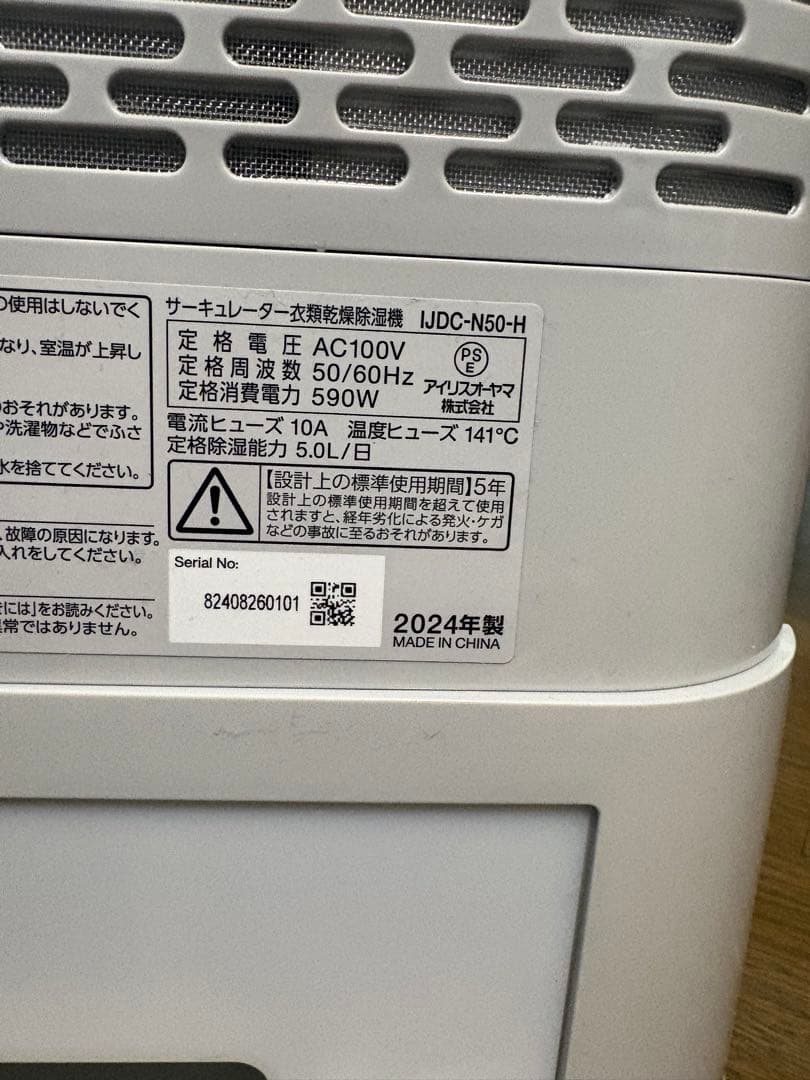 の使用はしないでく
なり、室温が上昇し
おそれがあります。
や洗濯物などでふさ
水を捨ててください。
故障の原因になります。
入れをしてください。
には」をお読みください。
常ではありません。
サーキュレーター衣類乾燥除湿機 IJDC-N50-H
定格電圧 AC100V
定格周波数 50/60Hz
定格消費電力 590W
PS
E
アイリスオーヤマ
株式会社
電流ヒューズ 10A 温度ヒューズ 141℃
定格除湿能力 5.0L/日
【設計上の標準使用期間】5年
設計上の標準使用期間を超えて使用
されますと、経年劣化による発火・ケガ
などの事故に至るおそれがあります。
Serial No:
82408260101
2024年製
MADE IN CHINA